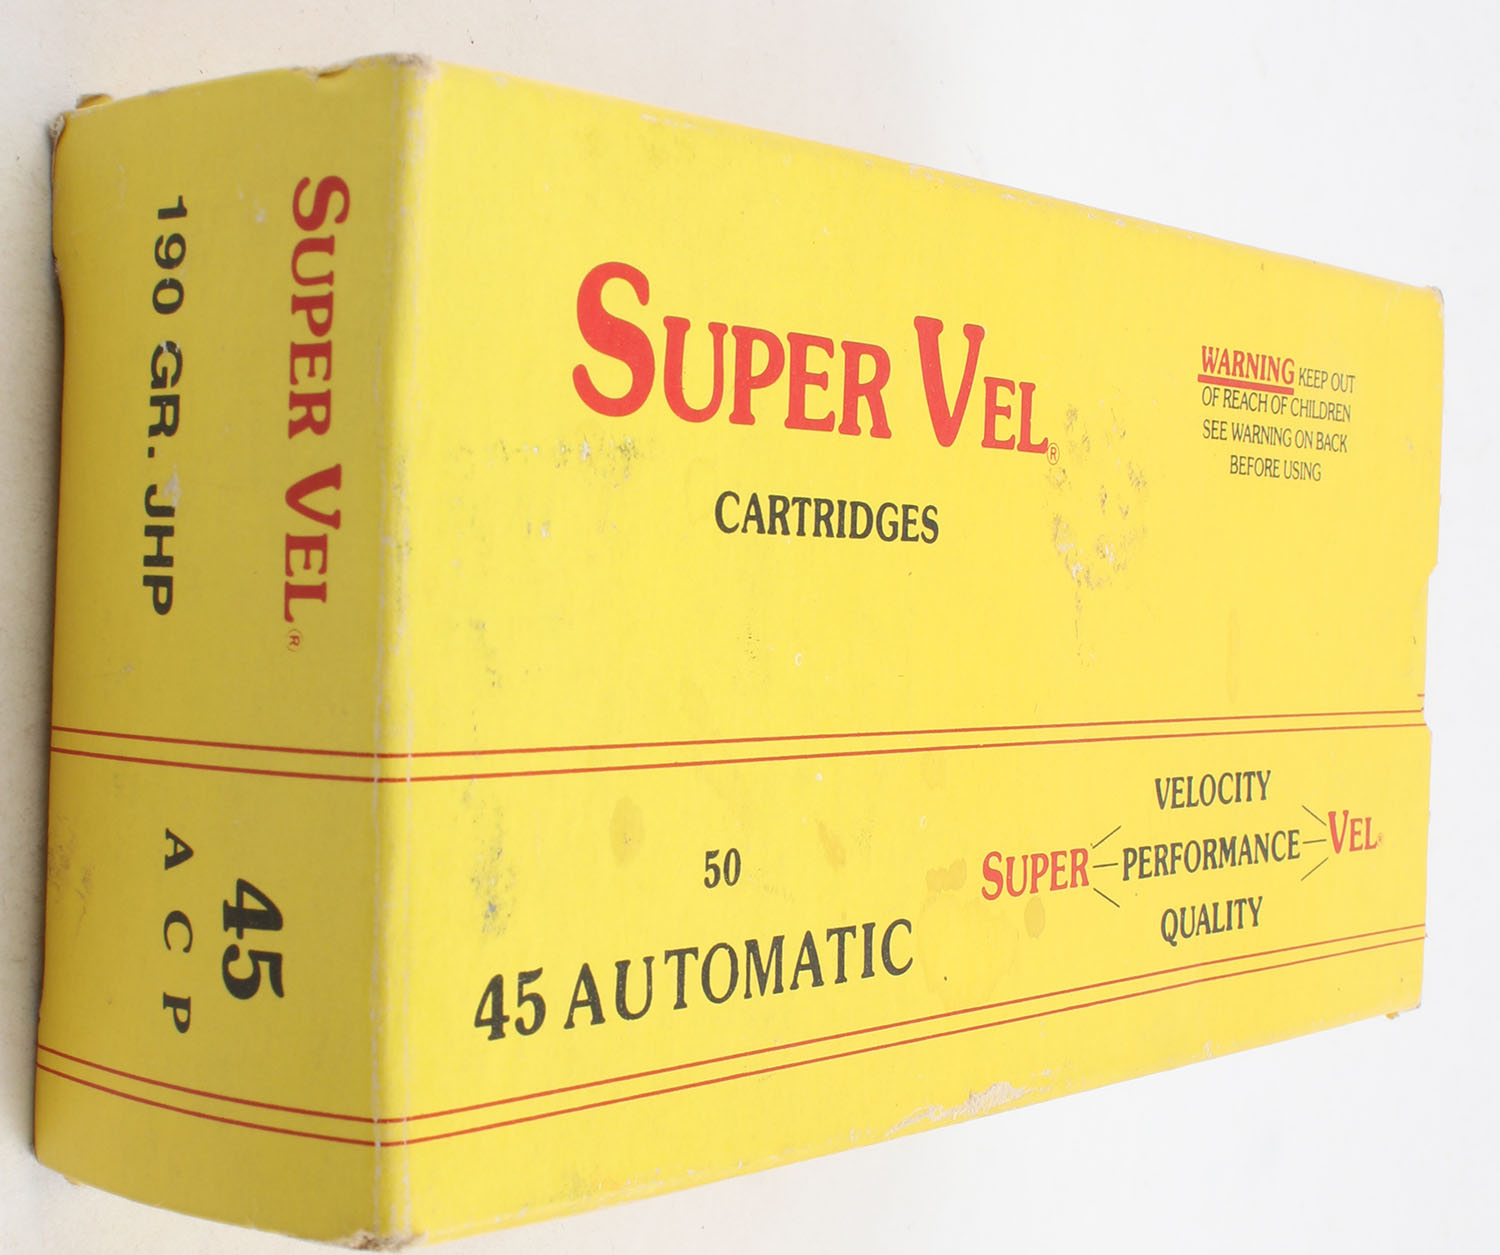 SUPER VEL®
CARTRIDGES
WARNING KEEP OUT
OF REACH OF CHILDREN
SEE WARNING ON BACK
BEFORE USING
50
45 AUTOMATIC
VELOCITY
SUPER PERFORMANCE VEL®
QUALITY
SUPER VEL®
190 GR. JHP
45
ACP